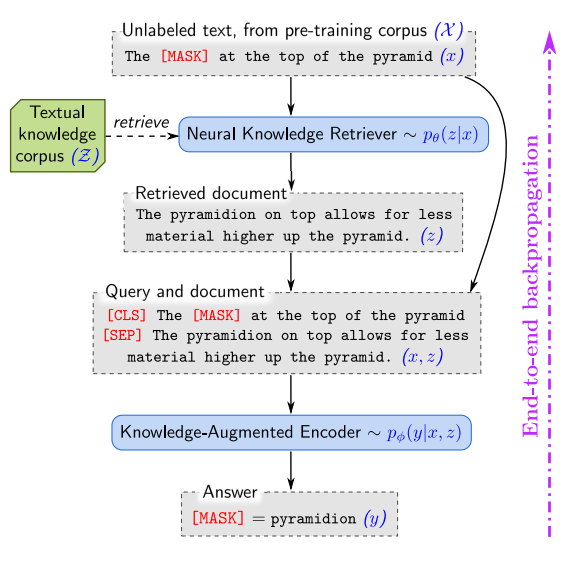 Unlabeled text, from pre-training corpus (𝒳)
The [MASK] at the top of the pyramid (x)
Textual
knowledge
corpus (𝒵)
retrieve
Neural Knowledge Retriever ∼ pθ(z|x)
Retrieved document
The pyramidion on top allows for less
material higher up the pyramid. (z)
Query and document
[CLS] The [MASK] at the top of the pyramid
[SEP] The pyramidion on top allows for less
material higher up the pyramid. (x, z)
Knowledge-Augmented Encoder ∼ pϕ(y|x, z)
Answer
[MASK] = pyramidion (y)
End-to-end backpropagation